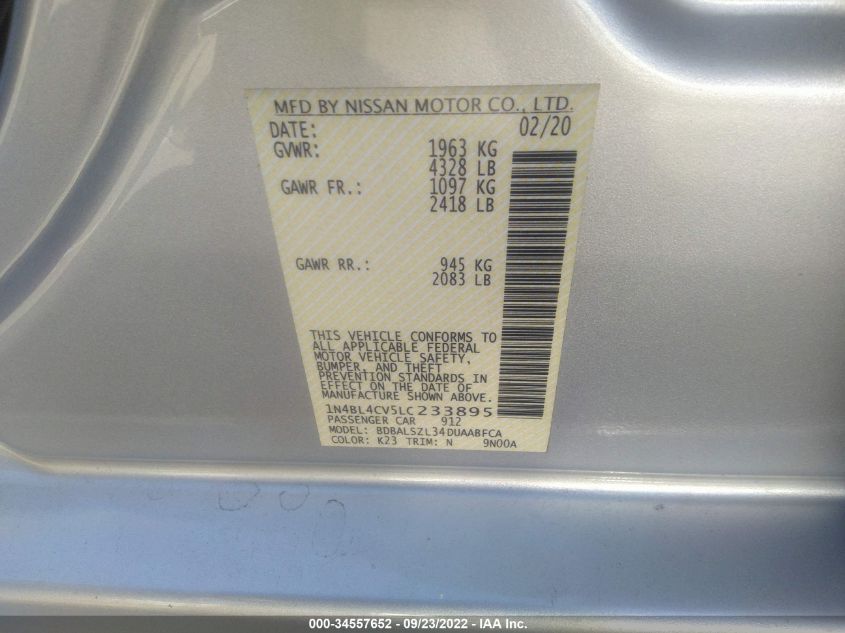 MFD BY NISSAN MOTOR CO., LTD.
DATE: 02/20
GVWR: 1963 KG
4328 LB
GAWR FR.: 1097 KG
2418 LB
GAWR RR.: 945 KG
2083 LB
THIS VEHICLE CONFORMS TO
ALL APPLICABLE FEDERAL
MOTOR VEHICLE SAFETY,
BUMPER, AND THEFT
PREVENTION STANDARDS IN
EFFECT ON THE DATE OF
MANUFACTURE SHOWN ABOVE.
1N4BL4CV5LC233895
PASSENGER CAR 912
MODEL: BDBALSZL34DUAABFCA
COLOR: K23 TRIM: N 9N00A
000-34557652 - 09/23/2022 - IAA Inc.